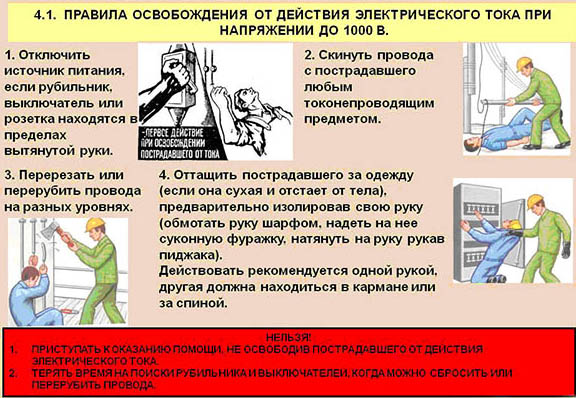 4.1. ПРАВИЛА ОСВОБОЖДЕНИЯ ОТ ДЕЙСТВИЯ ЭЛЕКТРИЧЕСКОГО ТОКА ПРИ
НАПРЯЖЕНИИ ДО 1000 В.
1. Отключить
источник питания,
если рубильник,
выключатель или
розетка находятся в
пределах
вытянутой руки.
-ПЕРВОЕ ДЕЙСТВИЕ
ПРИ ОСВОБОЖДЕНИИ
ПОСТРАДАВШЕГО ОТ ТОКА
2. Скинуть провода
с пострадавшего
любым
токонепроводящим
предметом.
3. Перерезать или
перерубить провода
на разных уровнях.
4. Оттащить пострадавшего за одежду
(если она сухая и отстает от тела),
предварительно изолировав свою руку
(обмотать руку шарфом, надеть на нее
суконную фуражку, натянуть на руку рукав
пиджака).
Действовать рекомендуется одной рукой,
другая должна находиться в кармане или
за спиной.
НЕЛЬЗЯ!
1. ПРИСТУПАТЬ К ОКАЗАНИЮ ПОМОЩИ, НЕ ОСВОБОДИВ ПОСТРАДАВШЕГО ОТ ДЕЙСТВИЯ
ЭЛЕКТРИЧЕСКОГО ТОКА.
2. ТЕРЯТЬ ВРЕМЯ НА ПОИСКИ РУБИЛЬНИКА И ВЫКЛЮЧАТЕЛЕЙ, КОГДА МОЖНО СБРОСИТЬ ИЛИ
ПЕРЕРУБИТЬ ПРОВОДА.